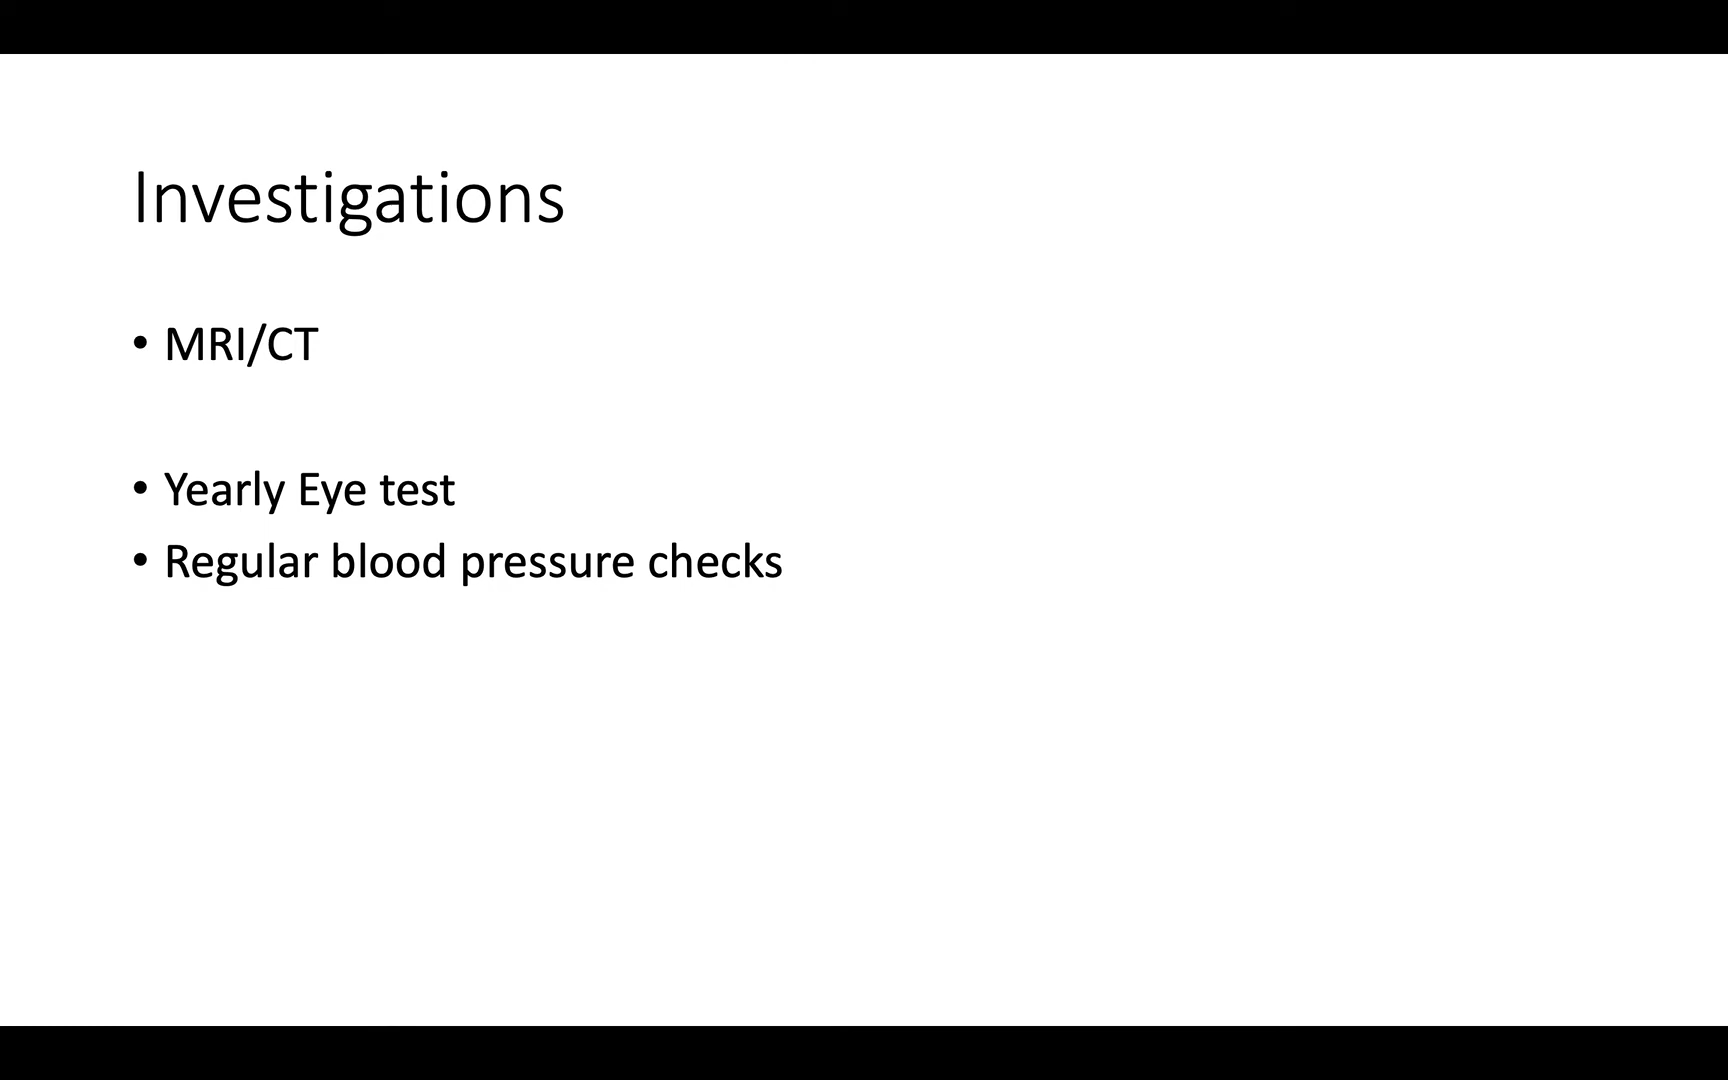 Investigations
• MRI/CT
• Yearly Eye test
• Regular blood pressure checks